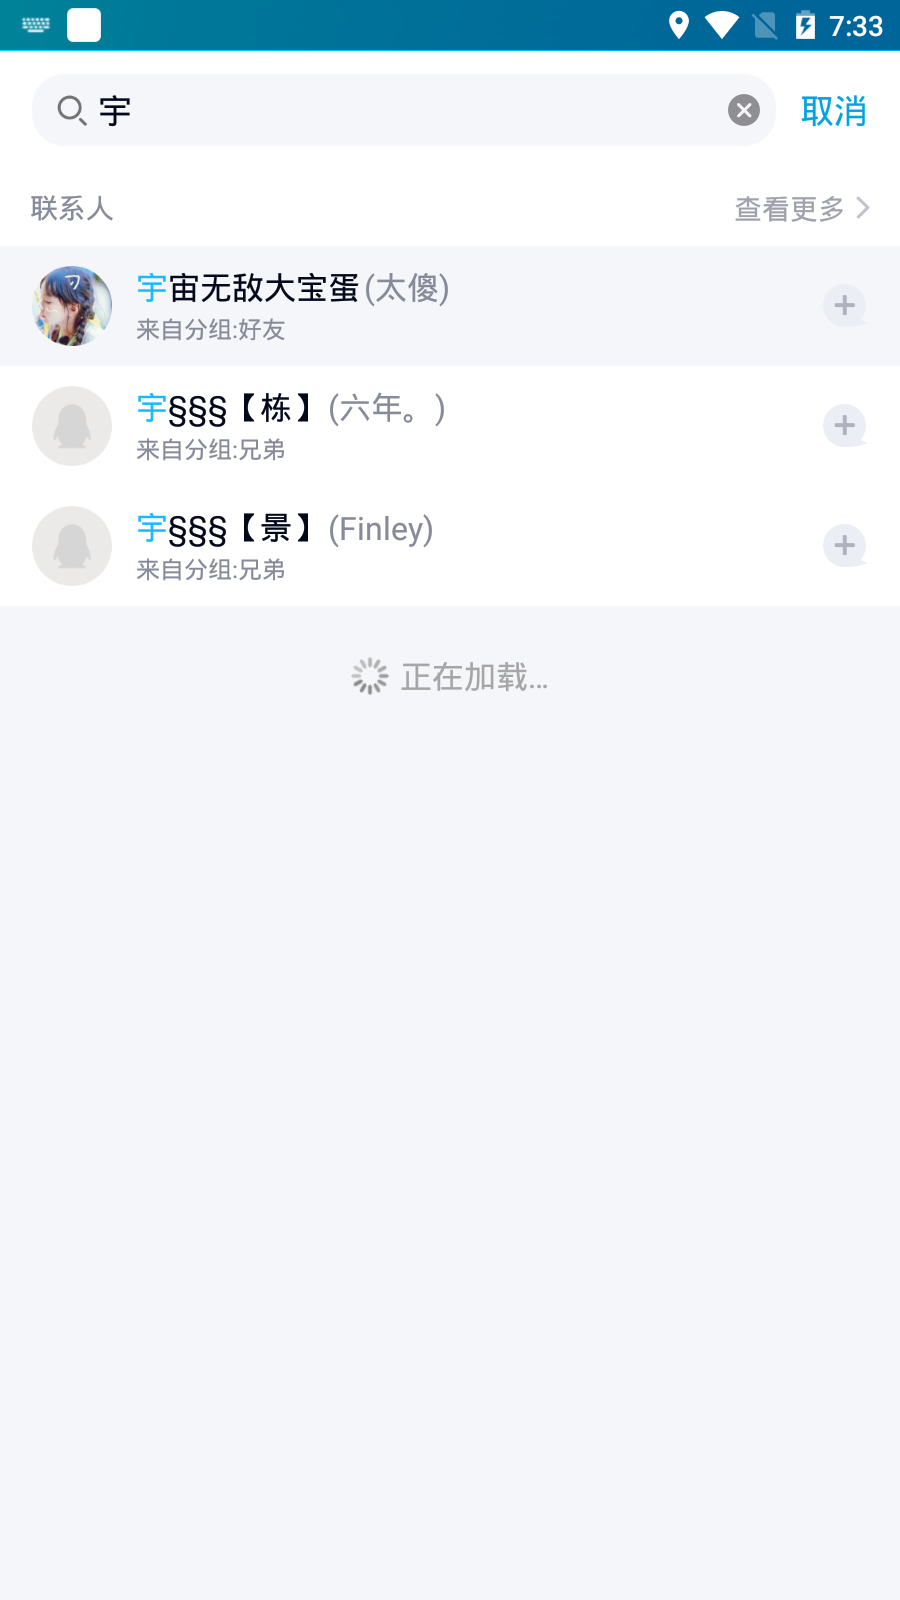 7:33
宇
取消
联系人
查看更多
宇宙无敌大宝蛋(太傻)
来自分组:好友
宇§§§【栋】(六年。)
来自分组:兄弟
宇§§§【景】(Finley)
来自分组:兄弟
正在加载...